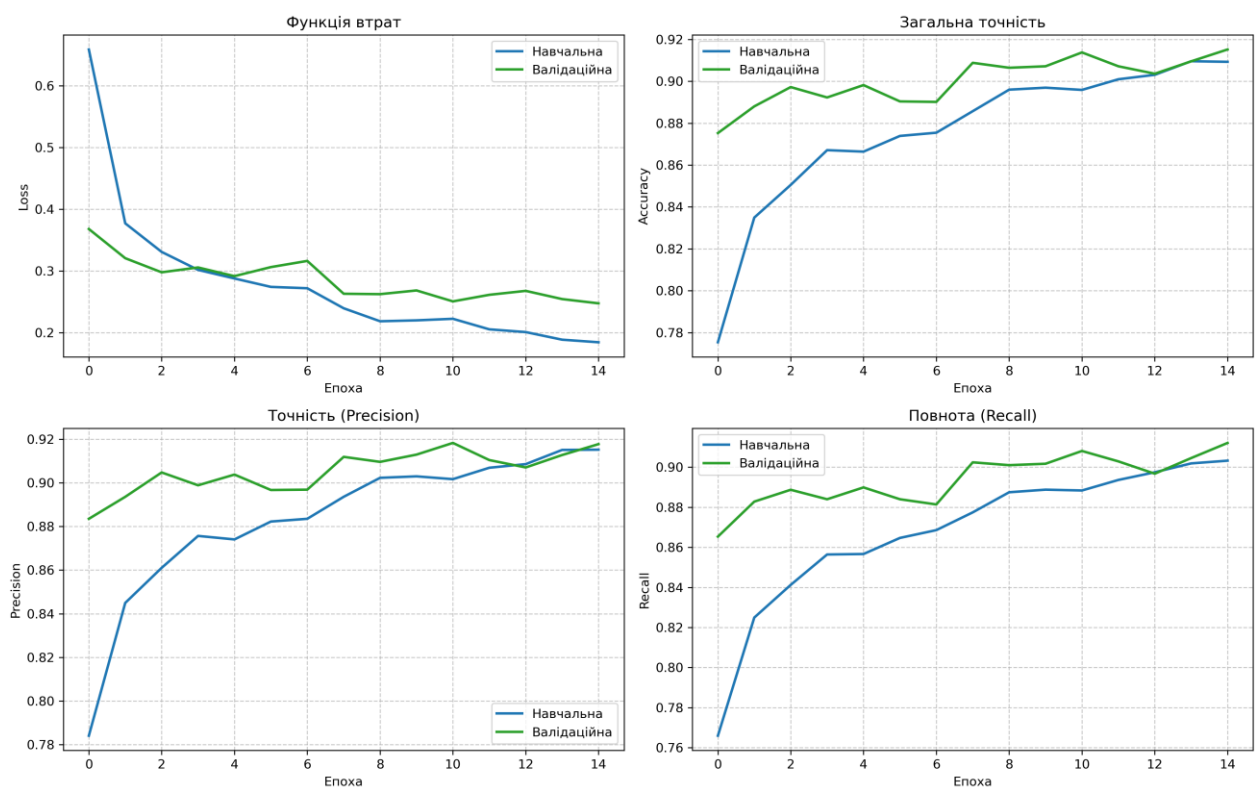 Функція втрат
Loss
0.6
0.5
0.4
0.3
0.2
Навчальна
Валідаційна
0 2 4 6 8 10 12 14
Епоха
Загальна точність
Accuracy
0.92
0.90
0.88
0.86
0.84
0.82
0.80
0.78
Навчальна
Валідаційна
0 2 4 6 8 10 12 14
Епоха
Точність (Precision)
Precision
0.92
0.90
0.88
0.86
0.84
0.82
0.80
0.78
Навчальна
Валідаційна
0 2 4 6 8 10 12 14
Епоха
Повнота (Recall)
Recall
0.90
0.88
0.86
0.84
0.82
0.80
0.78
0.76
Навчальна
Валідаційна
0 2 4 6 8 10 12 14
Епоха